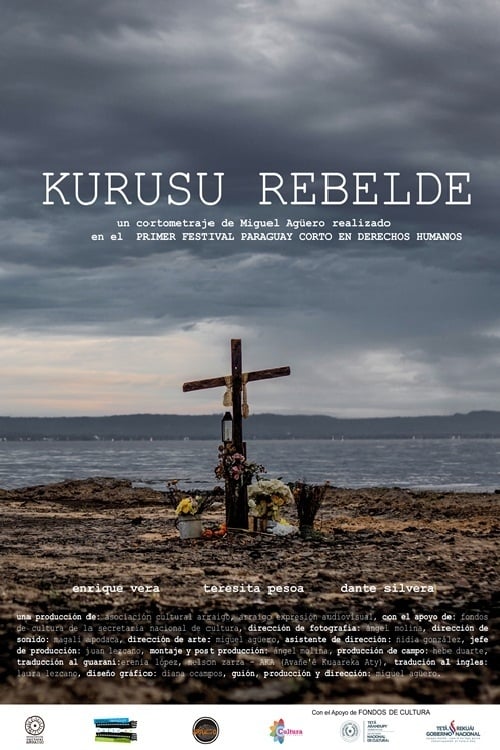 KURUSU REBELDE
un cortometraje de Miguel Agüero realizado
en el PRIMER FESTIVAL PARAGUAY CORTO EN DERECHOS HUMANOS
enrique vera teresita pesoa dante silvera
una producción de: asociación cultural arraigo, arraigo expresión audiovisual, con el apoyo de: fondos
de cultura de la secretaria nacional de cultura, dirección de fotografía: ángel molina, dirección de
sonido: magali apodaca, dirección de arte: miguel agüero, asistente de dirección: nidia gonzález, jefe
de producción: juan lezcano, montaje y post producción: ángel molina, producción de campo: hebe duarte,
traducción al guarani:erenia lópez, nelson zarza - AKA (Avañe'ê Kuaareka Aty), tradución al ingles:
laura lezcano, diseño gráfico: diana ocampos, guión, producción y dirección: miguel agüero.
Con el Apoyo de FONDOS DE CULTURA
Cultura
TETÃ REKUÁI
GOBIERNO NACIONAL